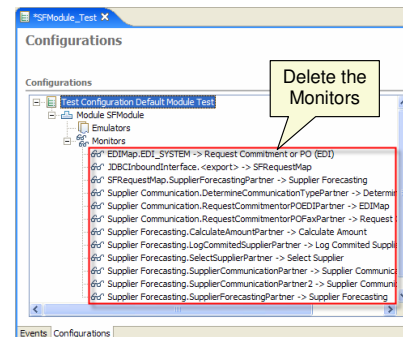 *SFModule_Test
Configurations
Configurations
Delete the
Monitors
Test Configuration Default Module Test
Module SFModule
Emulators
Monitors
EDIMap.EDI_SYSTEM -> Request Commitment or PO (EDI)
JDBCInboundInterface.<export> -> SFRequestMap
SFRequestMap.SupplierForecastingPartner -> Supplier Forecasting
Supplier Communication.DetermineCommunicationTypePartner -> Determin
Supplier Communication.RequestCommitmentorPOEDIPartner -> EDIMap
Supplier Communication.RequestCommitmentorPOFaxPartner -> Request
Supplier Forecasting.CalculateAmountPartner -> Calculate Amount
Supplier Forecasting.LogCommitedSupplierPartner -> Log Commited Supplie
Supplier Forecasting.SelectSupplierPartner -> Select Supplier
Supplier Forecasting.SupplierCommunicationPartner -> Supplier Communica
Supplier Forecasting.SupplierCommunicationPartner2 -> Supplier Communi
Supplier Forecasting.SupplierForecastingPartner -> Supplier Forecasting
Events Configurations